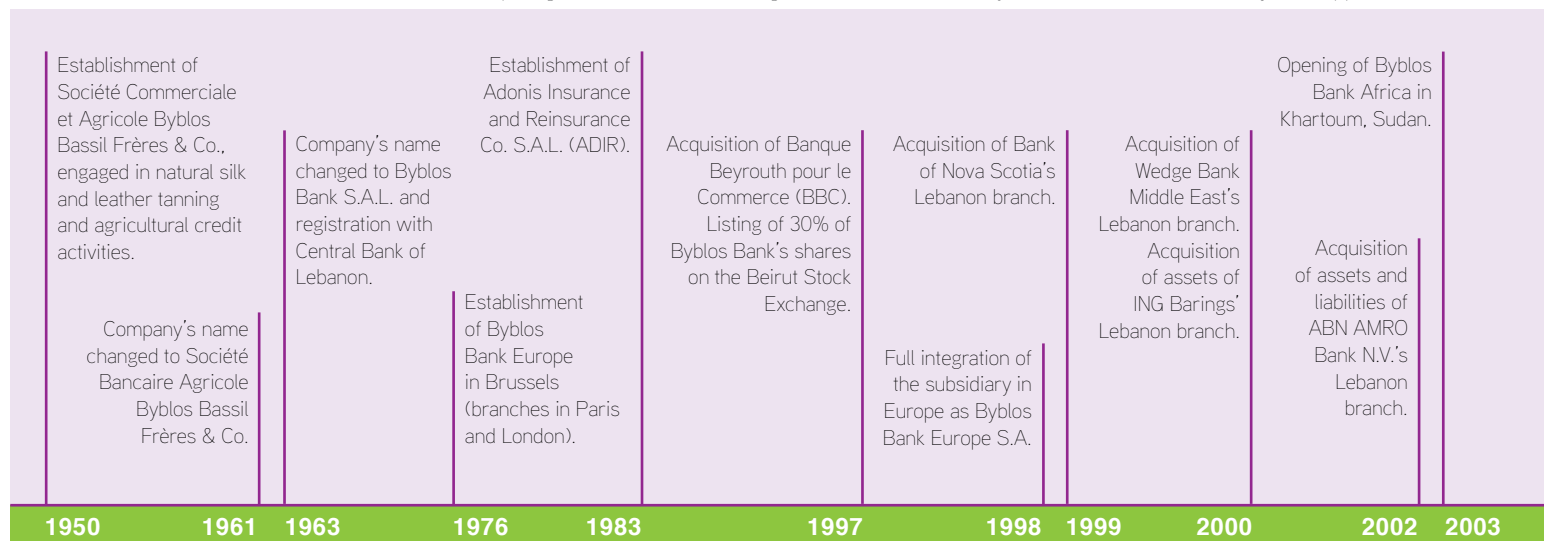 Establishment of
Société Commerciale
et Agricole Byblos
Bassil Frères & Co.,
engaged in natural silk
and leather tanning
and agricultural credit
activities.
Company's name
changed to Société
Bancaire Agricole
Byblos Bassil
Frères & Co.
Company's name
changed to Byblos
Bank S.A.L. and
registration with
Central Bank of
Lebanon.
Establishment
of Byblos
Bank Europe
in Brussels
(branches in Paris
and London).
Establishment of
Adonis Insurance
and Reinsurance
Co. S.A.L. (ADIR).
Acquisition of Banque
Beyrouth pour le
Commerce (BBC).
Listing of 30% of
Byblos Bank's shares
on the Beirut Stock
Exchange.
Full integration of
the subsidiary in
Europe as Byblos
Bank Europe S.A.
Acquisition of Bank
of Nova Scotia's
Lebanon branch.
Acquisition of
Wedge Bank
Middle East's
Lebanon branch.
Acquisition
of assets of
ING Barings'
Lebanon branch.
Acquisition
of assets and
liabilities of
ABN AMRO
Bank N.V.'s
Lebanon
branch.
Opening of Byblos
Bank Africa in
Khartoum, Sudan.
1950 1961 1963 1976 1983 1997 1998 1999 2000 2002 2003